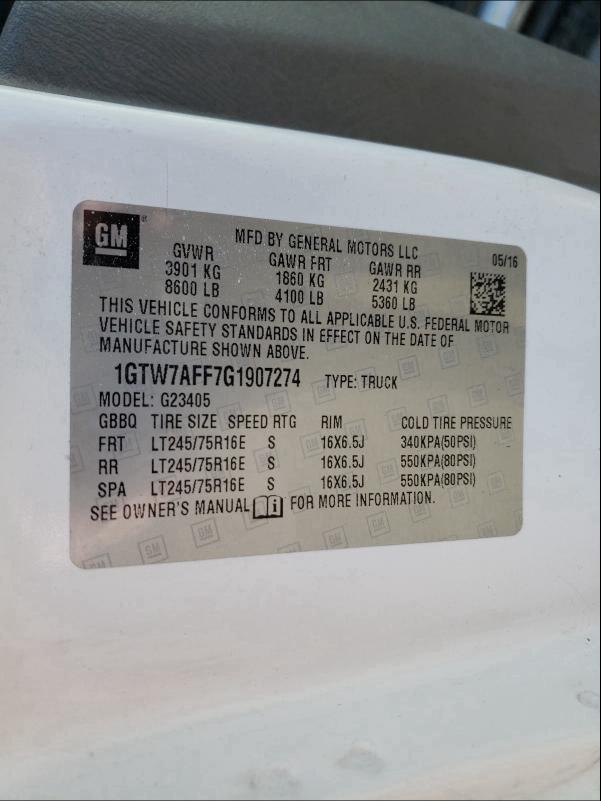 GM ®
MFD BY GENERAL MOTORS LLC 05/16
GVWR GAWR FRT GAWR RR
3901 KG 1860 KG 2431 KG
8600 LB 4100 LB 5360 LB
THIS VEHICLE CONFORMS TO ALL APPLICABLE U.S. FEDERAL MOTOR
VEHICLE SAFETY STANDARDS IN EFFECT ON THE DATE OF
MANUFACTURE SHOWN ABOVE.
1GTW7AFF7G1907274 TYPE: TRUCK
MODEL: G23405
GBBQ TIRE SIZE SPEED RTG RIM COLD TIRE PRESSURE
FRT LT245/75R16E S 16X6.5J 340KPA(50PSI)
RR LT245/75R16E S 16X6.5J 550KPA(80PSI)
SPA LT245/75R16E S 16X6.5J 550KPA(80PSI)
SEE OWNER'S MANUAL FOR MORE INFORMATION.